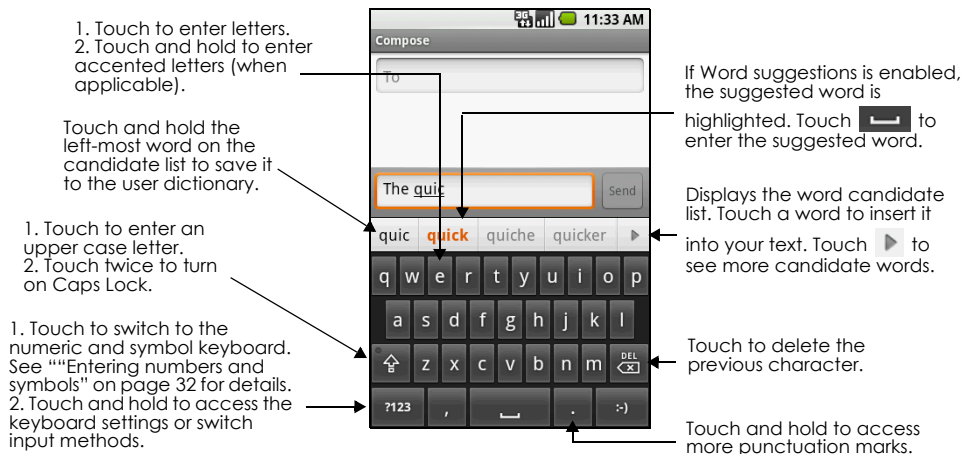 1. Touch to enter letters.
2. Touch and hold to enter
accented letters (when
applicable).
Touch and hold the
left-most word on the
candidate list to save it
to the user dictionary.
1. Touch to enter an
upper case letter.
2. Touch twice to turn
on Caps Lock.
1. Touch to switch to the
numeric and symbol keyboard.
See ““Entering numbers and
symbols” on page 32 for details.
2. Touch and hold to access the
keyboard settings or switch
input methods.
3G 11:33 AM
Compose
To
The quic Send
quic quick quiche quicker
q w e r t y u i o p
a s d f g h j k l
z x c v b n m DEL
?123 , . :-)
If Word suggestions is enabled,
the suggested word is
highlighted. Touch to
enter the suggested word.
Displays the word candidate
list. Touch a word to insert it
into your text. Touch to
see more candidate words.
Touch to delete the
previous character.
Touch and hold to access
more punctuation marks.